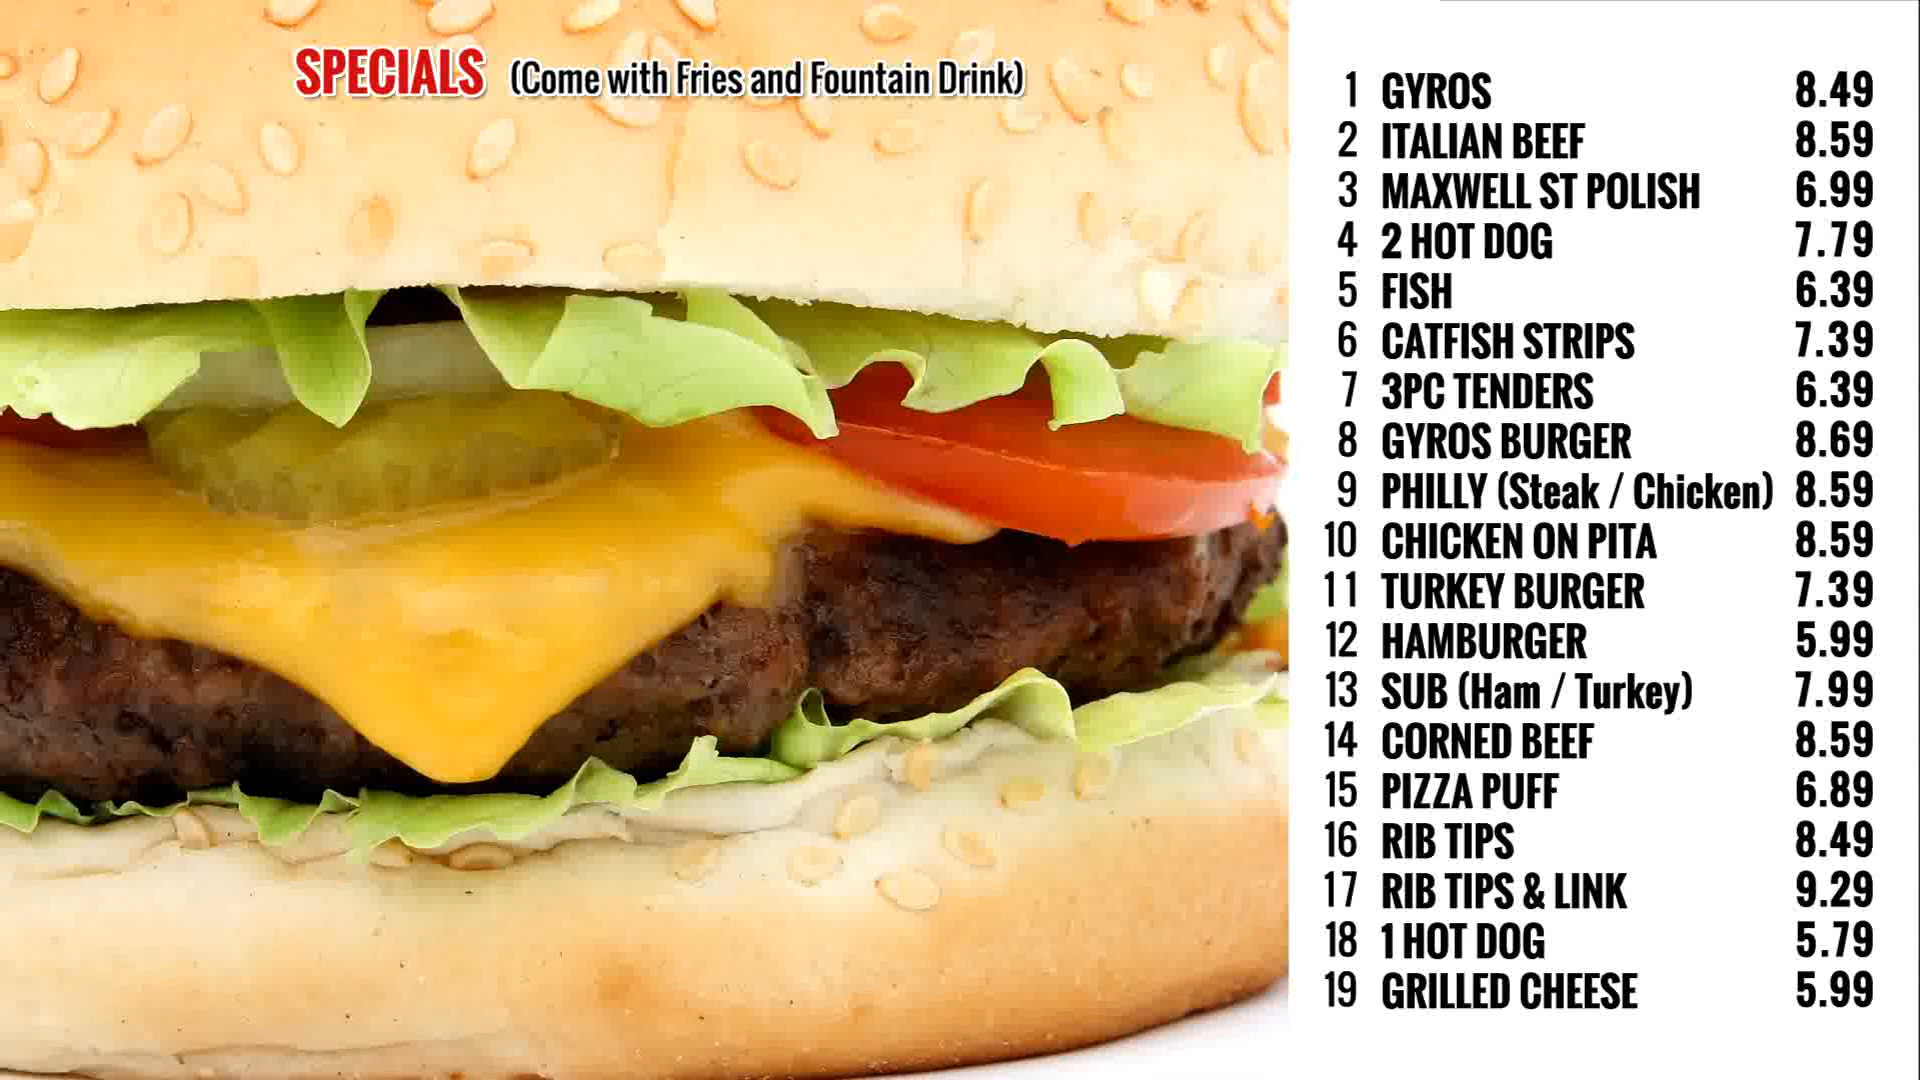 SPECIALS (Come with Fries and Fountain Drink)
1 GYROS 8.49
2 ITALIAN BEEF 8.59
3 MAXWELL ST POLISH 6.99
4 2 HOT DOG 7.79
5 FISH 6.39
6 CATFISH STRIPS 7.39
7 3PC TENDERS 6.39
8 GYROS BURGER 8.69
9 PHILLY (Steak / Chicken) 8.59
10 CHICKEN ON PITA 8.59
11 TURKEY BURGER 7.39
12 HAMBURGER 5.99
13 SUB (Ham / Turkey) 7.99
14 CORNED BEEF 8.59
15 PIZZA PUFF 6.89
16 RIB TIPS 8.49
17 RIB TIPS & LINK 9.29
18 1 HOT DOG 5.79
19 GRILLED CHEESE 5.99